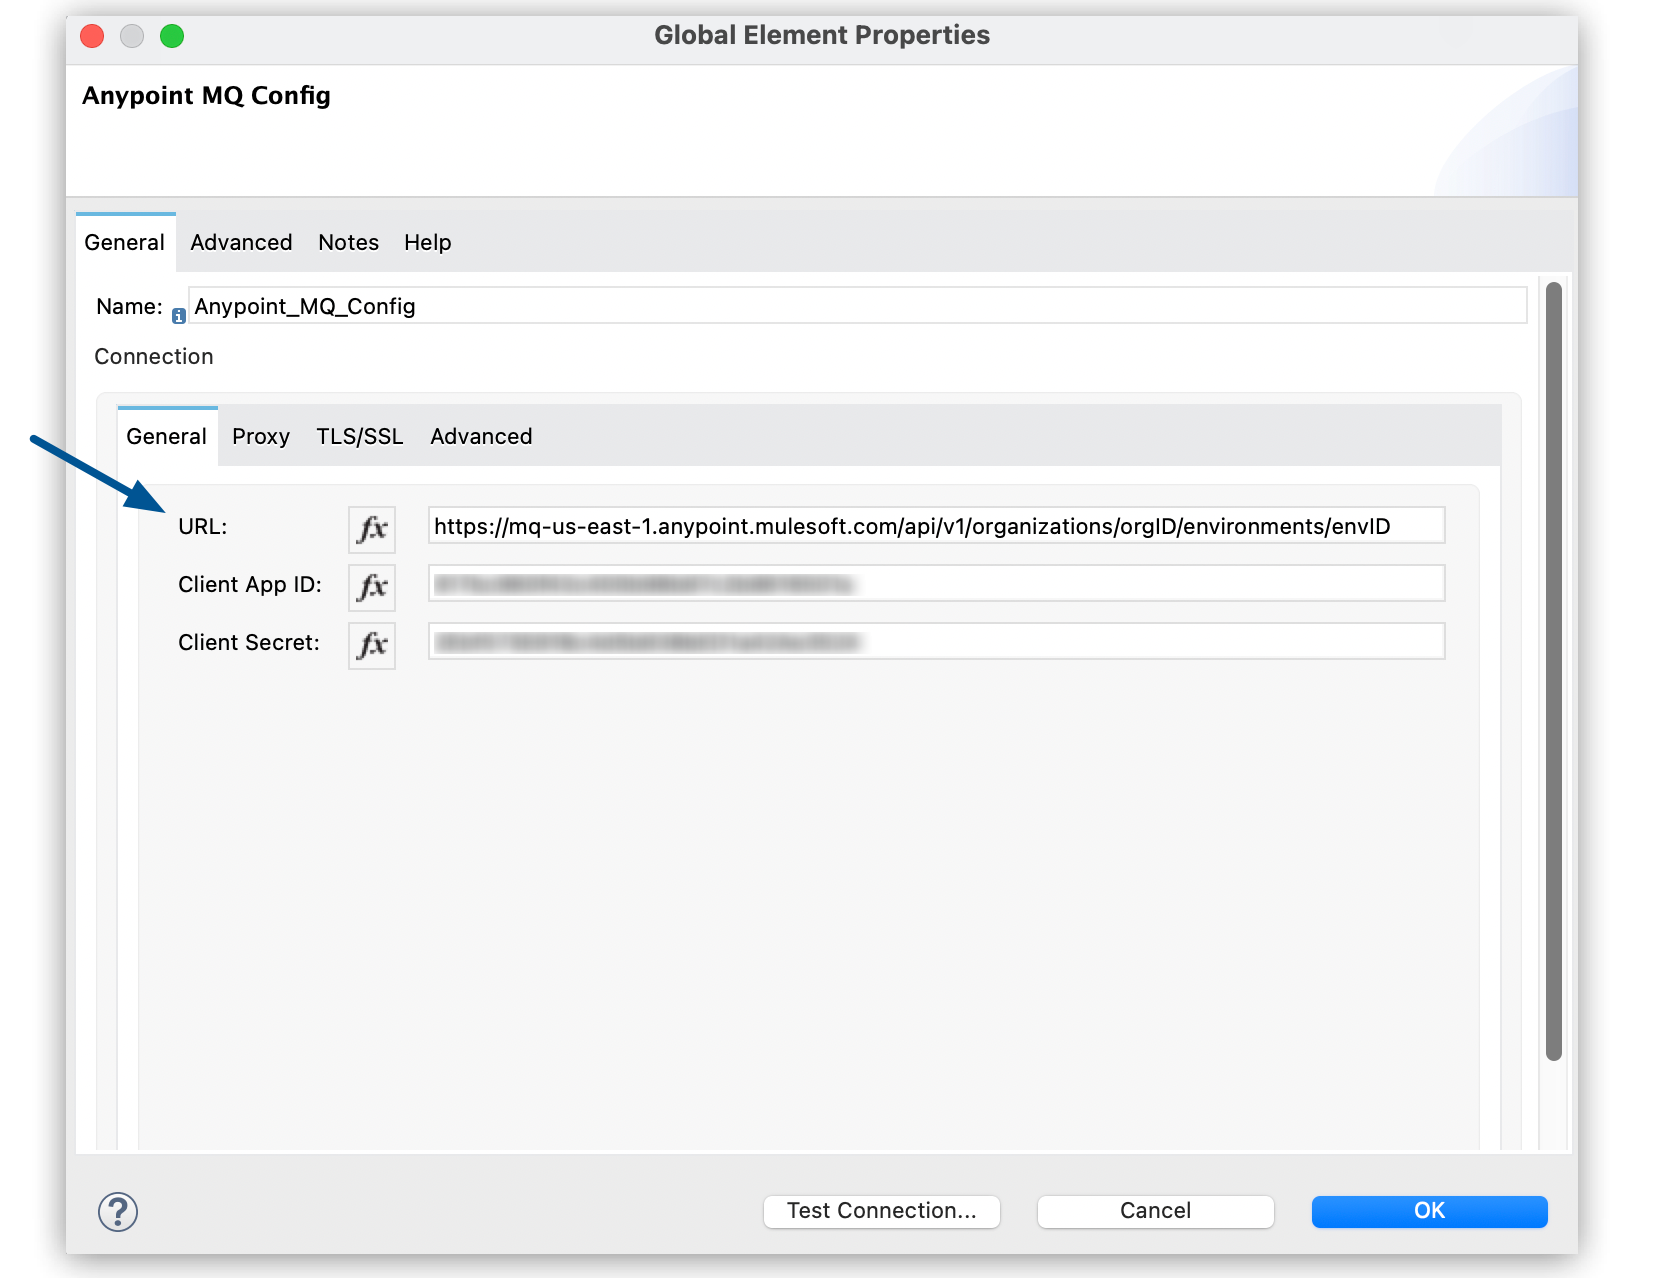 Global Element Properties
Anypoint MQ Config
General Advanced Notes Help
Name: Anypoint_MQ_Config
Connection
General Proxy TLS/SSL Advanced
URL: fx https://mq-us-east-1.anypoint.mulesoft.com/api/v1/organizations/orgID/environments/envID
Client App ID: fx
Client Secret: fx
? Test Connection... Cancel OK